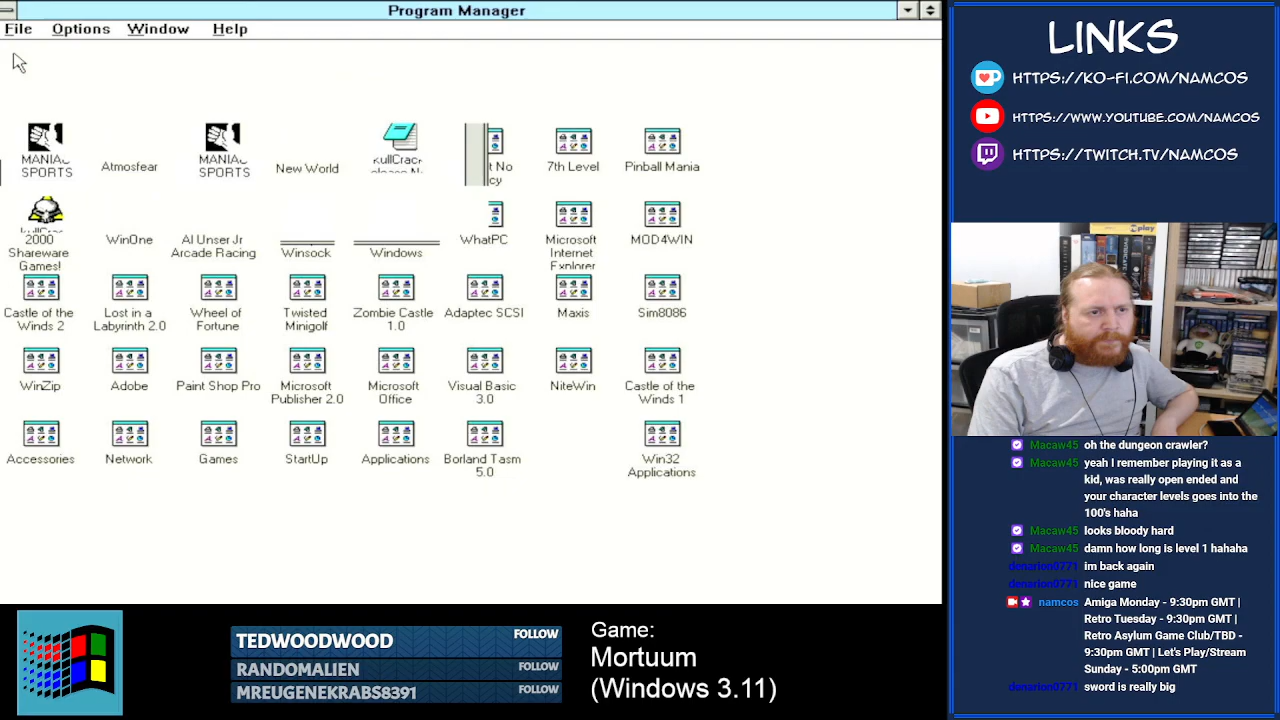 Program Manager
File Options Window Help
MANIAC SPORTS
Atmosfear
MANIAC SPORTS
New World
7th Level
Pinball Mania
2000 Shareware Games!
WinOne
Al Unser Jr Arcade Racing
Winsock
Windows
WhatPC
Microsoft Internet Explorer
MOD4WIN
Castle of the Winds 2
Lost in a Labyrinth 2.0
Wheel of Fortune
Twisted Minigolf
Zombie Castle 1.0
Adaptec SCSI
Maxis
Sim8086
WinZip
Adobe
Paint Shop Pro
Microsoft Publisher 2.0
Microsoft Office
Visual Basic 3.0
NiteWin
Castle of the Winds 1
Accessories
Network
Games
StartUp
Applications
Borland Tasm 5.0
Win32 Applications
LINKS
HTTPS://KO-FI.COM/NAMCOS
HTTPS://WWW.YOUTUBE.COM/NAMCOS
HTTPS://TWITCH.TV/NAMCOS
Macaw45 oh the dungeon crawler?
Macaw45 yeah I remember playing it as a
kid, was really open ended and
your character levels goes into the
100's haha
Macaw45 looks bloody hard
Macaw45 damn how long is level 1 hahaha
denarion0771 im back again
denarion0771 nice game
namcos Amiga Monday - 9:30pm GMT |
Retro Tuesday - 9:30pm GMT |
Retro Asylum Game Club/TBD -
9:30pm GMT | Let's Play/Stream
Sunday - 5:00pm GMT
denarion0771 sword is really big
TEDWOODWOOD FOLLOW
RANDOMALIEN FOLLOW
MREUGENEKRABS8391 FOLLOW
Game:
Mortuum
(Windows 3.11)